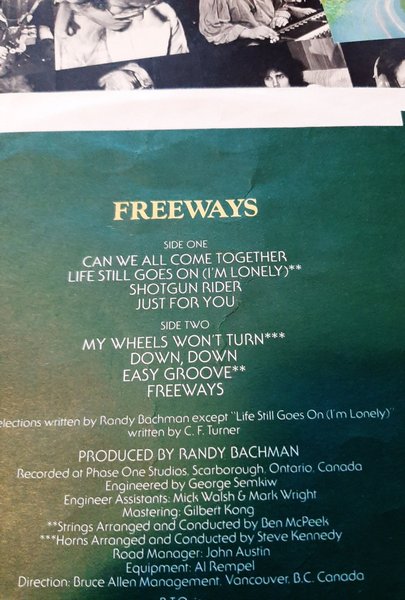 FREEWAYS
SIDE ONE
CAN WE ALL COME TOGETHER
LIFE STILL GOES ON (I'M LONELY)**
SHOTGUN RIDER
JUST FOR YOU
SIDE TWO
MY WHEELS WON'T TURN***
DOWN, DOWN
EASY GROOVE**
FREEWAYS
elections written by Randy Bachman except "Life Still Goes On (I'm Lonely)"
written by C. F. Turner
PRODUCED BY RANDY BACHMAN
Recorded at Phase One Studios, Scarborough, Ontario, Canada
Engineered by George Semkiw
Engineer Assistants: Mick Walsh & Mark Wright
Mastering: Gilbert Kong
**Strings Arranged and Conducted by Ben McPeek
***Horns Arranged and Conducted by Steve Kennedy
Road Manager: John Austin
Equipment: Al Rempel
Direction: Bruce Allen Management, Vancouver, B.C. Canada